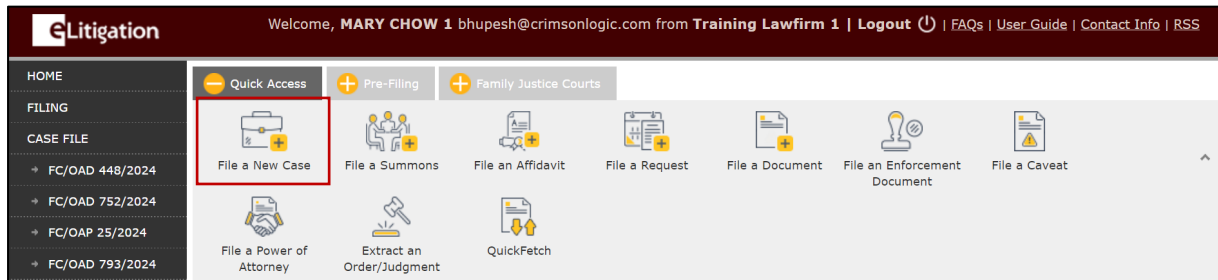 eLitigation
Welcome, MARY CHOW 1 bhupesh@crimsonlogic.com from Training Lawfirm 1 | Logout | FAQs | User Guide | Contact Info | RSS
HOME
FILING
CASE FILE
FC/OAD 448/2024
FC/OAD 752/2024
FC/OAP 25/2024
FC/OAD 793/2024
Quick Access
Pre-Filing
Family Justice Courts
File a New Case
File a Summons
File an Affidavit
File a Request
File a Document
File an Enforcement
Document
File a Caveat
File a Power of
Attorney
Extract an
Order/Judgment
QuickFetch